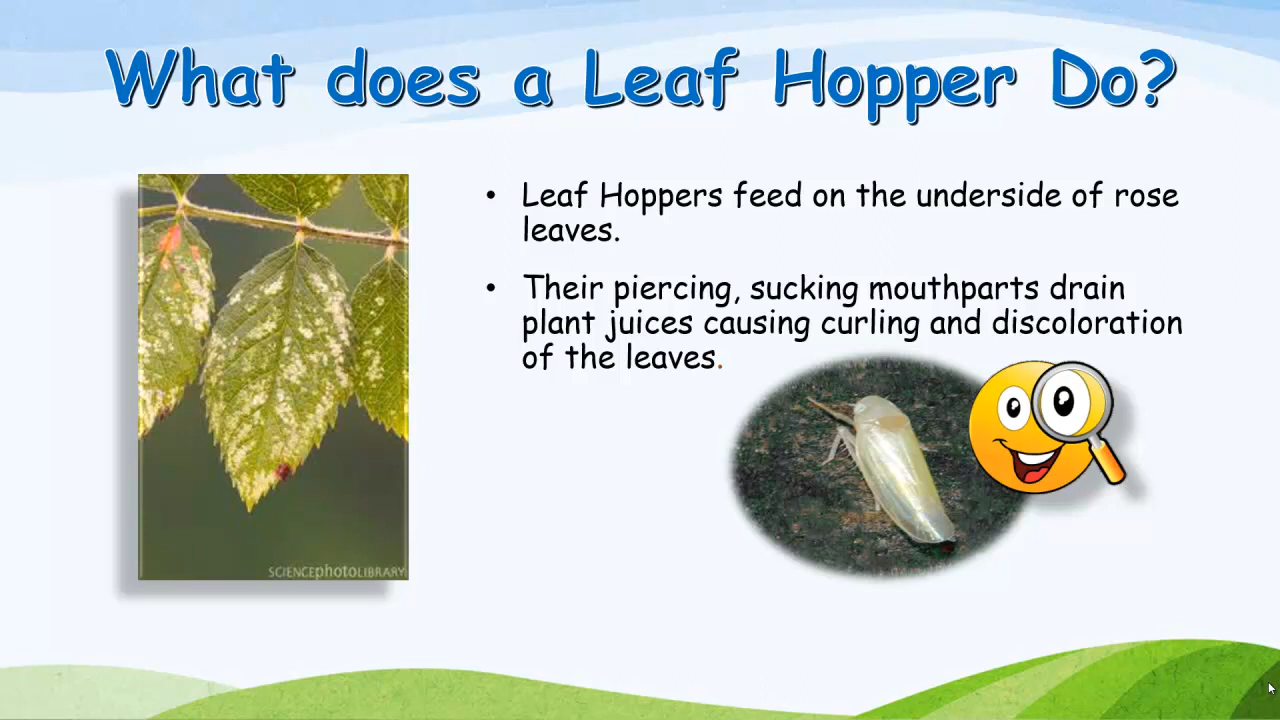 What does a Leaf Hopper Do?
• Leaf Hoppers feed on the underside of rose
leaves.
• Their piercing, sucking mouthparts drain
plant juices causing curling and discoloration
of the leaves.
SCIENCEphotoLIBRARY